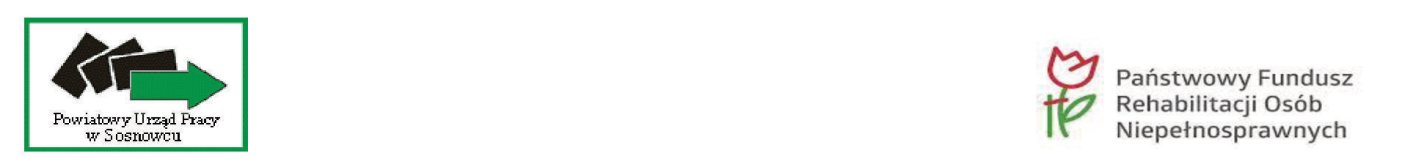 Powiatowy Urząd Pracy
w Sosnowcu
Państwowy Fundusz
Rehabilitacji Osób
Niepełnosprawnych